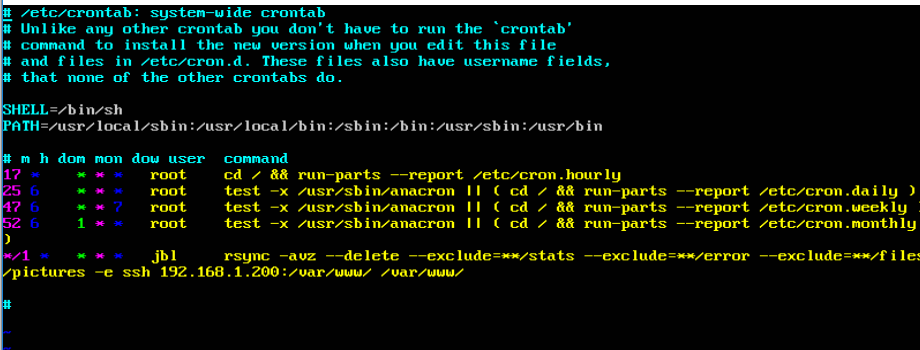 # /etc/crontab: system-wide crontab
# Unlike any other crontab you don't have to run the `crontab'
# command to install the new version when you edit this file
# and files in /etc/cron.d. These files also have username fields,
# that none of the other crontabs do.
SHELL=/bin/sh
PATH=/usr/local/sbin:/usr/local/bin:/sbin:/bin:/usr/sbin:/usr/bin
# m h dom mon dow user  command
17 *    * * *   root    cd / && run-parts --report /etc/cron.hourly
25 6    * * *   root    test -x /usr/sbin/anacron || ( cd / && run-parts --report /etc/cron.daily )
47 6    * * 7   root    test -x /usr/sbin/anacron || ( cd / && run-parts --report /etc/cron.weekly )
52 6    1 * *   root    test -x /usr/sbin/anacron || ( cd / && run-parts --report /etc/cron.monthly
)
*/1 *   * * *   jbl     rsync -avz --delete --exclude=**/stats --exclude=**/error --exclude=**/files
/pictures -e ssh 192.168.1.200:/var/www/ /var/www/
#
~
~